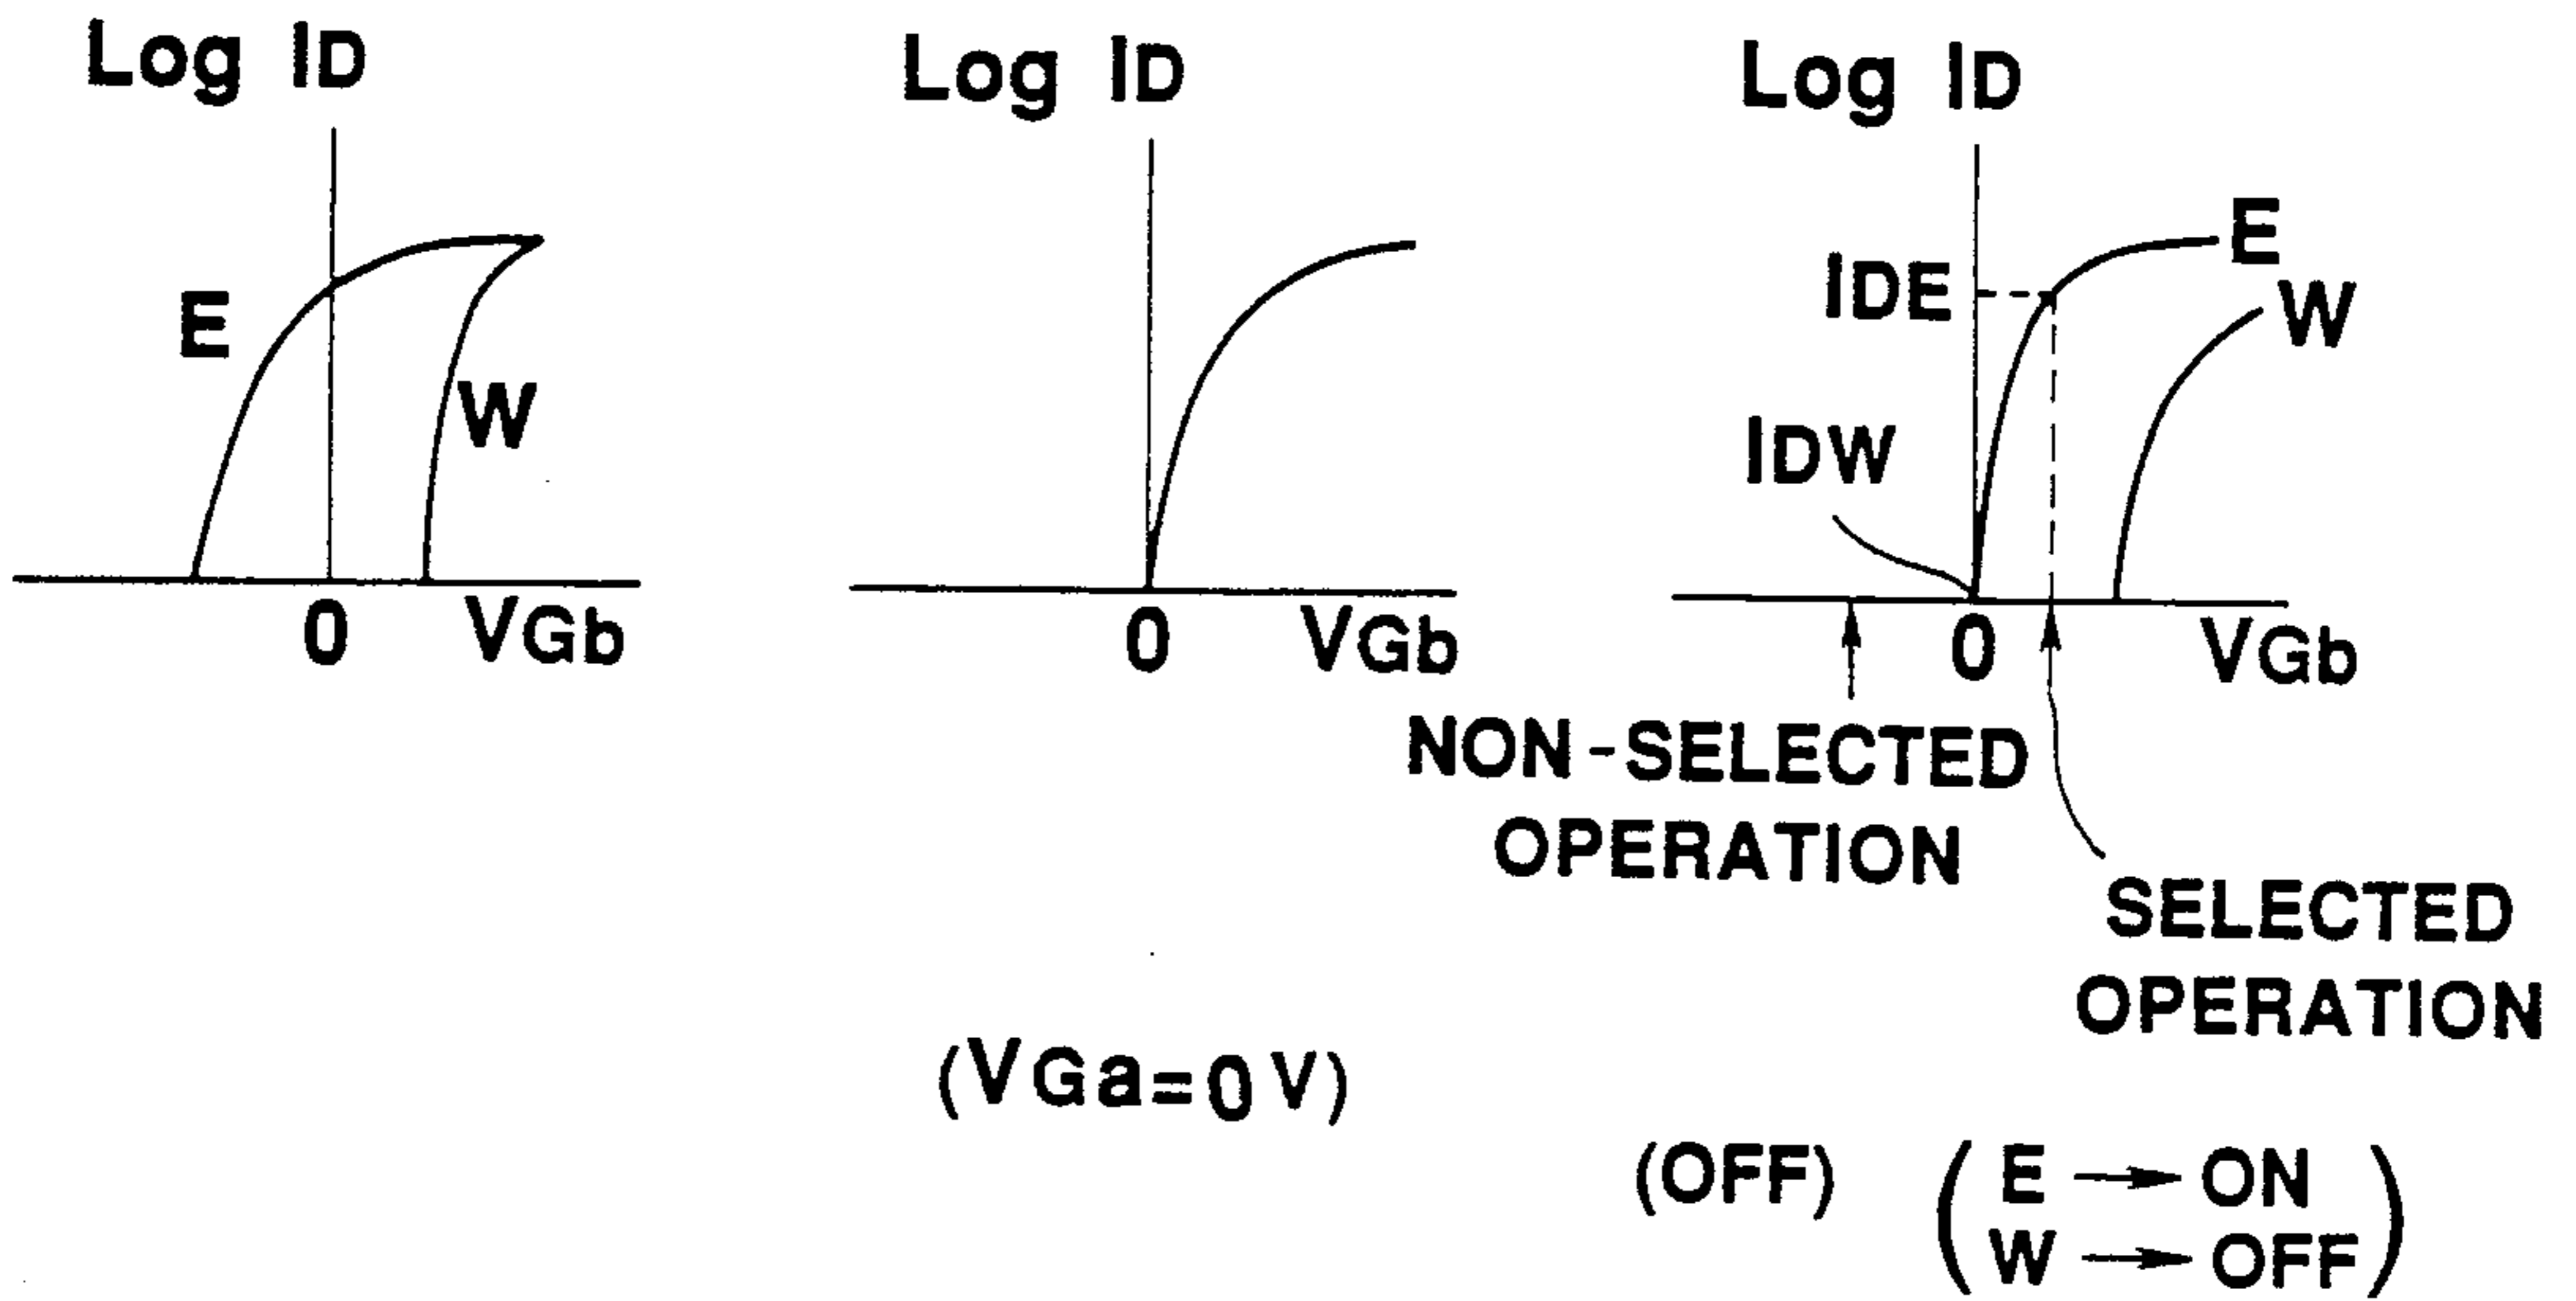 Log ID
E
W
0
VGb
Log ID
0
VGb
Log ID
IDE
E
W
IDW
0
VGb
NON-SELECTED
OPERATION
SELECTED
OPERATION
(VGa=0V)
(OFF)
(E → ON
W → OFF)